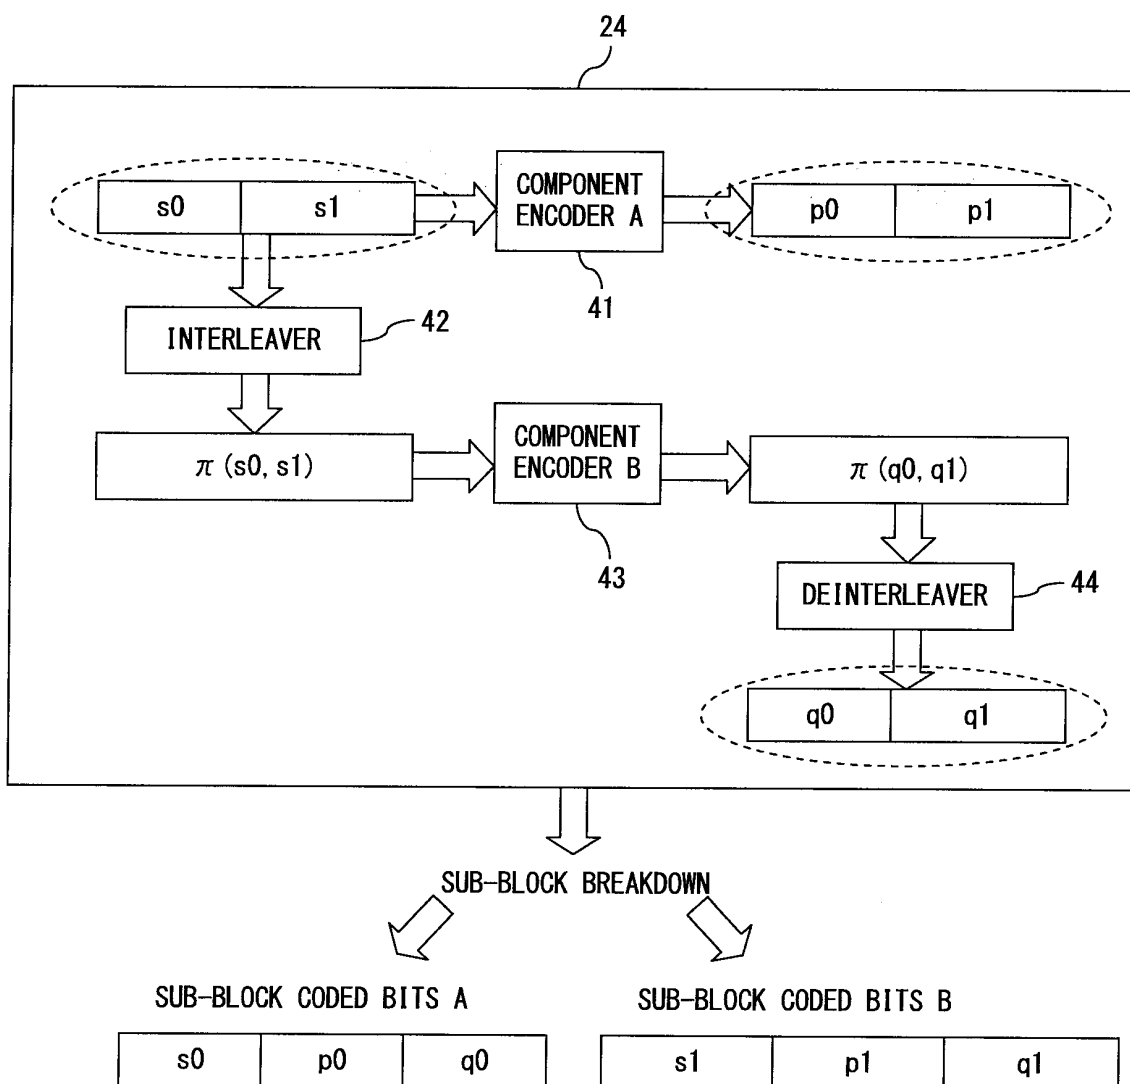 24
s0 s1
COMPONENT
ENCODER A
p0 p1
41
INTERLEAVER
42
π(s0, s1)
COMPONENT
ENCODER B
π(q0, q1)
43
DEINTERLEAVER
44
q0 q1
SUB-BLOCK BREAKDOWN
SUB-BLOCK CODED BITS A
SUB-BLOCK CODED BITS B
s0 p0 q0
s1 p1 q1